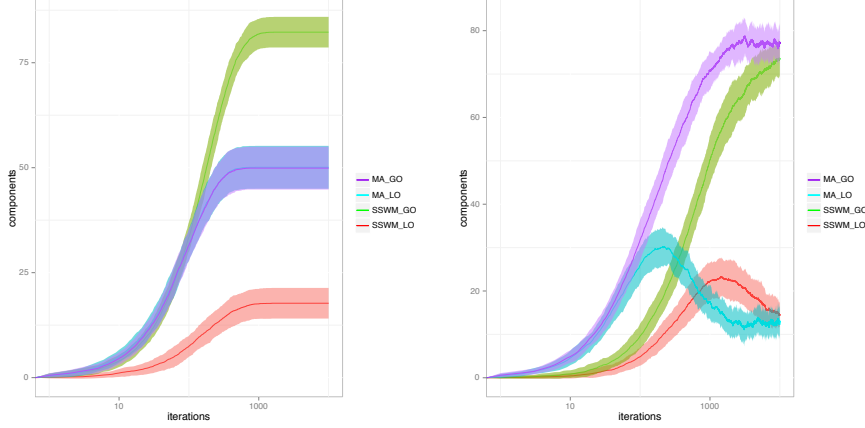 components
75
50
25
0
10
1000
iterations
MA_GO
MA_LO
SSWM_GO
SSWM_LO
components
80
60
40
20
0
10
1000
iterations
MA_GO
MA_LO
SSWM_GO
SSWM_LO